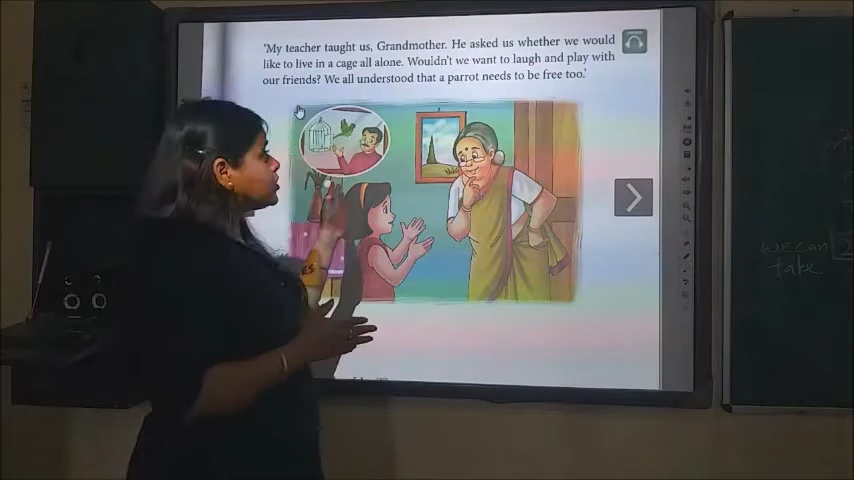 'My teacher taught us, Grandmother. He asked us whether we would
like to live in a cage all alone. Wouldn't we want to laugh and play with
our friends? We all understood that a parrot needs to be free too.'
we can
take
2